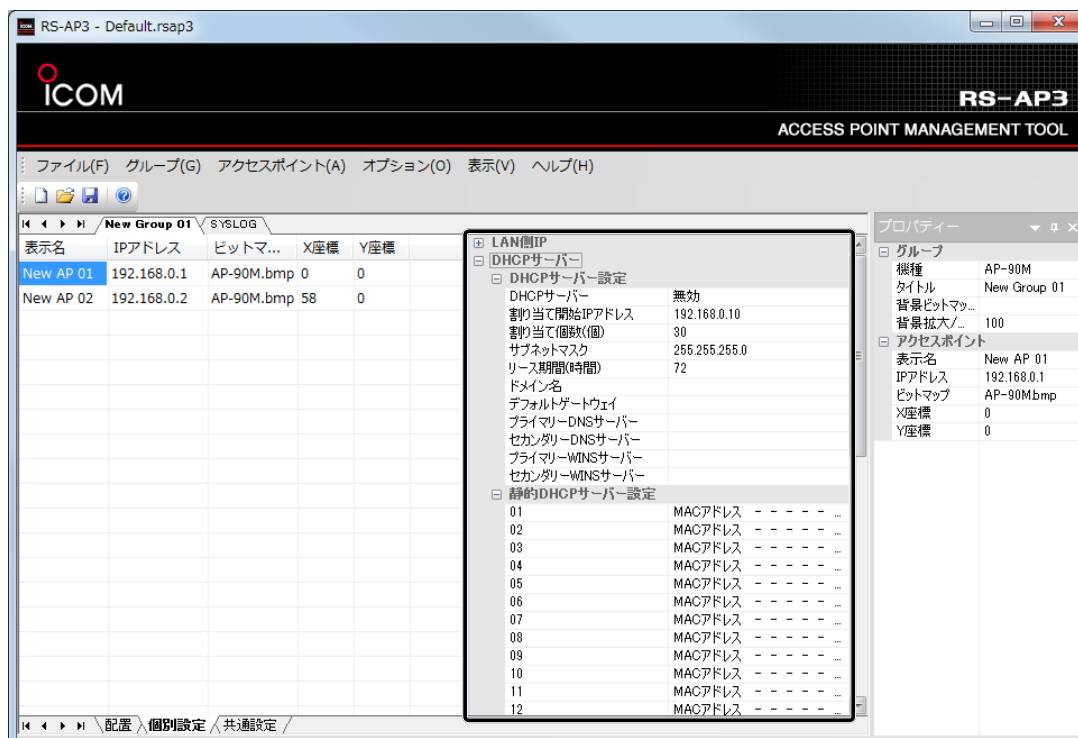 RS-AP3 - Default.rsap3
ICOM
RS-AP3
ACCESS POINT MANAGEMENT TOOL
ファイル(F) グループ(G) アクセスポイント(A) オプション(O) 表示(V) ヘルプ(H)
New Group 01 SYSLOG
表示名 IPアドレス ビットマ... X座標 Y座標
New AP 01 192.168.0.1 AP-90M.bmp 0 0
New AP 02 192.168.0.2 AP-90M.bmp 58 0
LAN側IP
DHCPサーバー
DHCPサーバー設定
DHCPサーバー 無効
割り当て開始IPアドレス 192.168.0.10
割り当て個数(個) 30
サブネットマスク 255.255.255.0
リース期間(時間) 72
ドメイン名
デフォルトゲートウェイ
プライマリーDNSサーバー
セカンダリーDNSサーバー
プライマリーWINSサーバー
セカンダリーWINSサーバー
静的DHCPサーバー設定
01 MACアドレス - - - - - ...
02 MACアドレス - - - - - ...
03 MACアドレス - - - - - ...
04 MACアドレス - - - - - ...
05 MACアドレス - - - - - ...
06 MACアドレス - - - - - ...
07 MACアドレス - - - - - ...
08 MACアドレス - - - - - ...
09 MACアドレス - - - - - ...
10 MACアドレス - - - - - ...
11 MACアドレス - - - - - ...
12 MACアドレス - - - - - ...
プロパティー
グループ
機種 AP-90M
タイトル New Group 01
背景ビットマッ...
背景拡大/... 100
アクセスポイント
表示名 New AP 01
IPアドレス 192.168.0.1
ビットマップ AP-90M.bmp
X座標 0
Y座標 0
配置 個別設定 共通設定